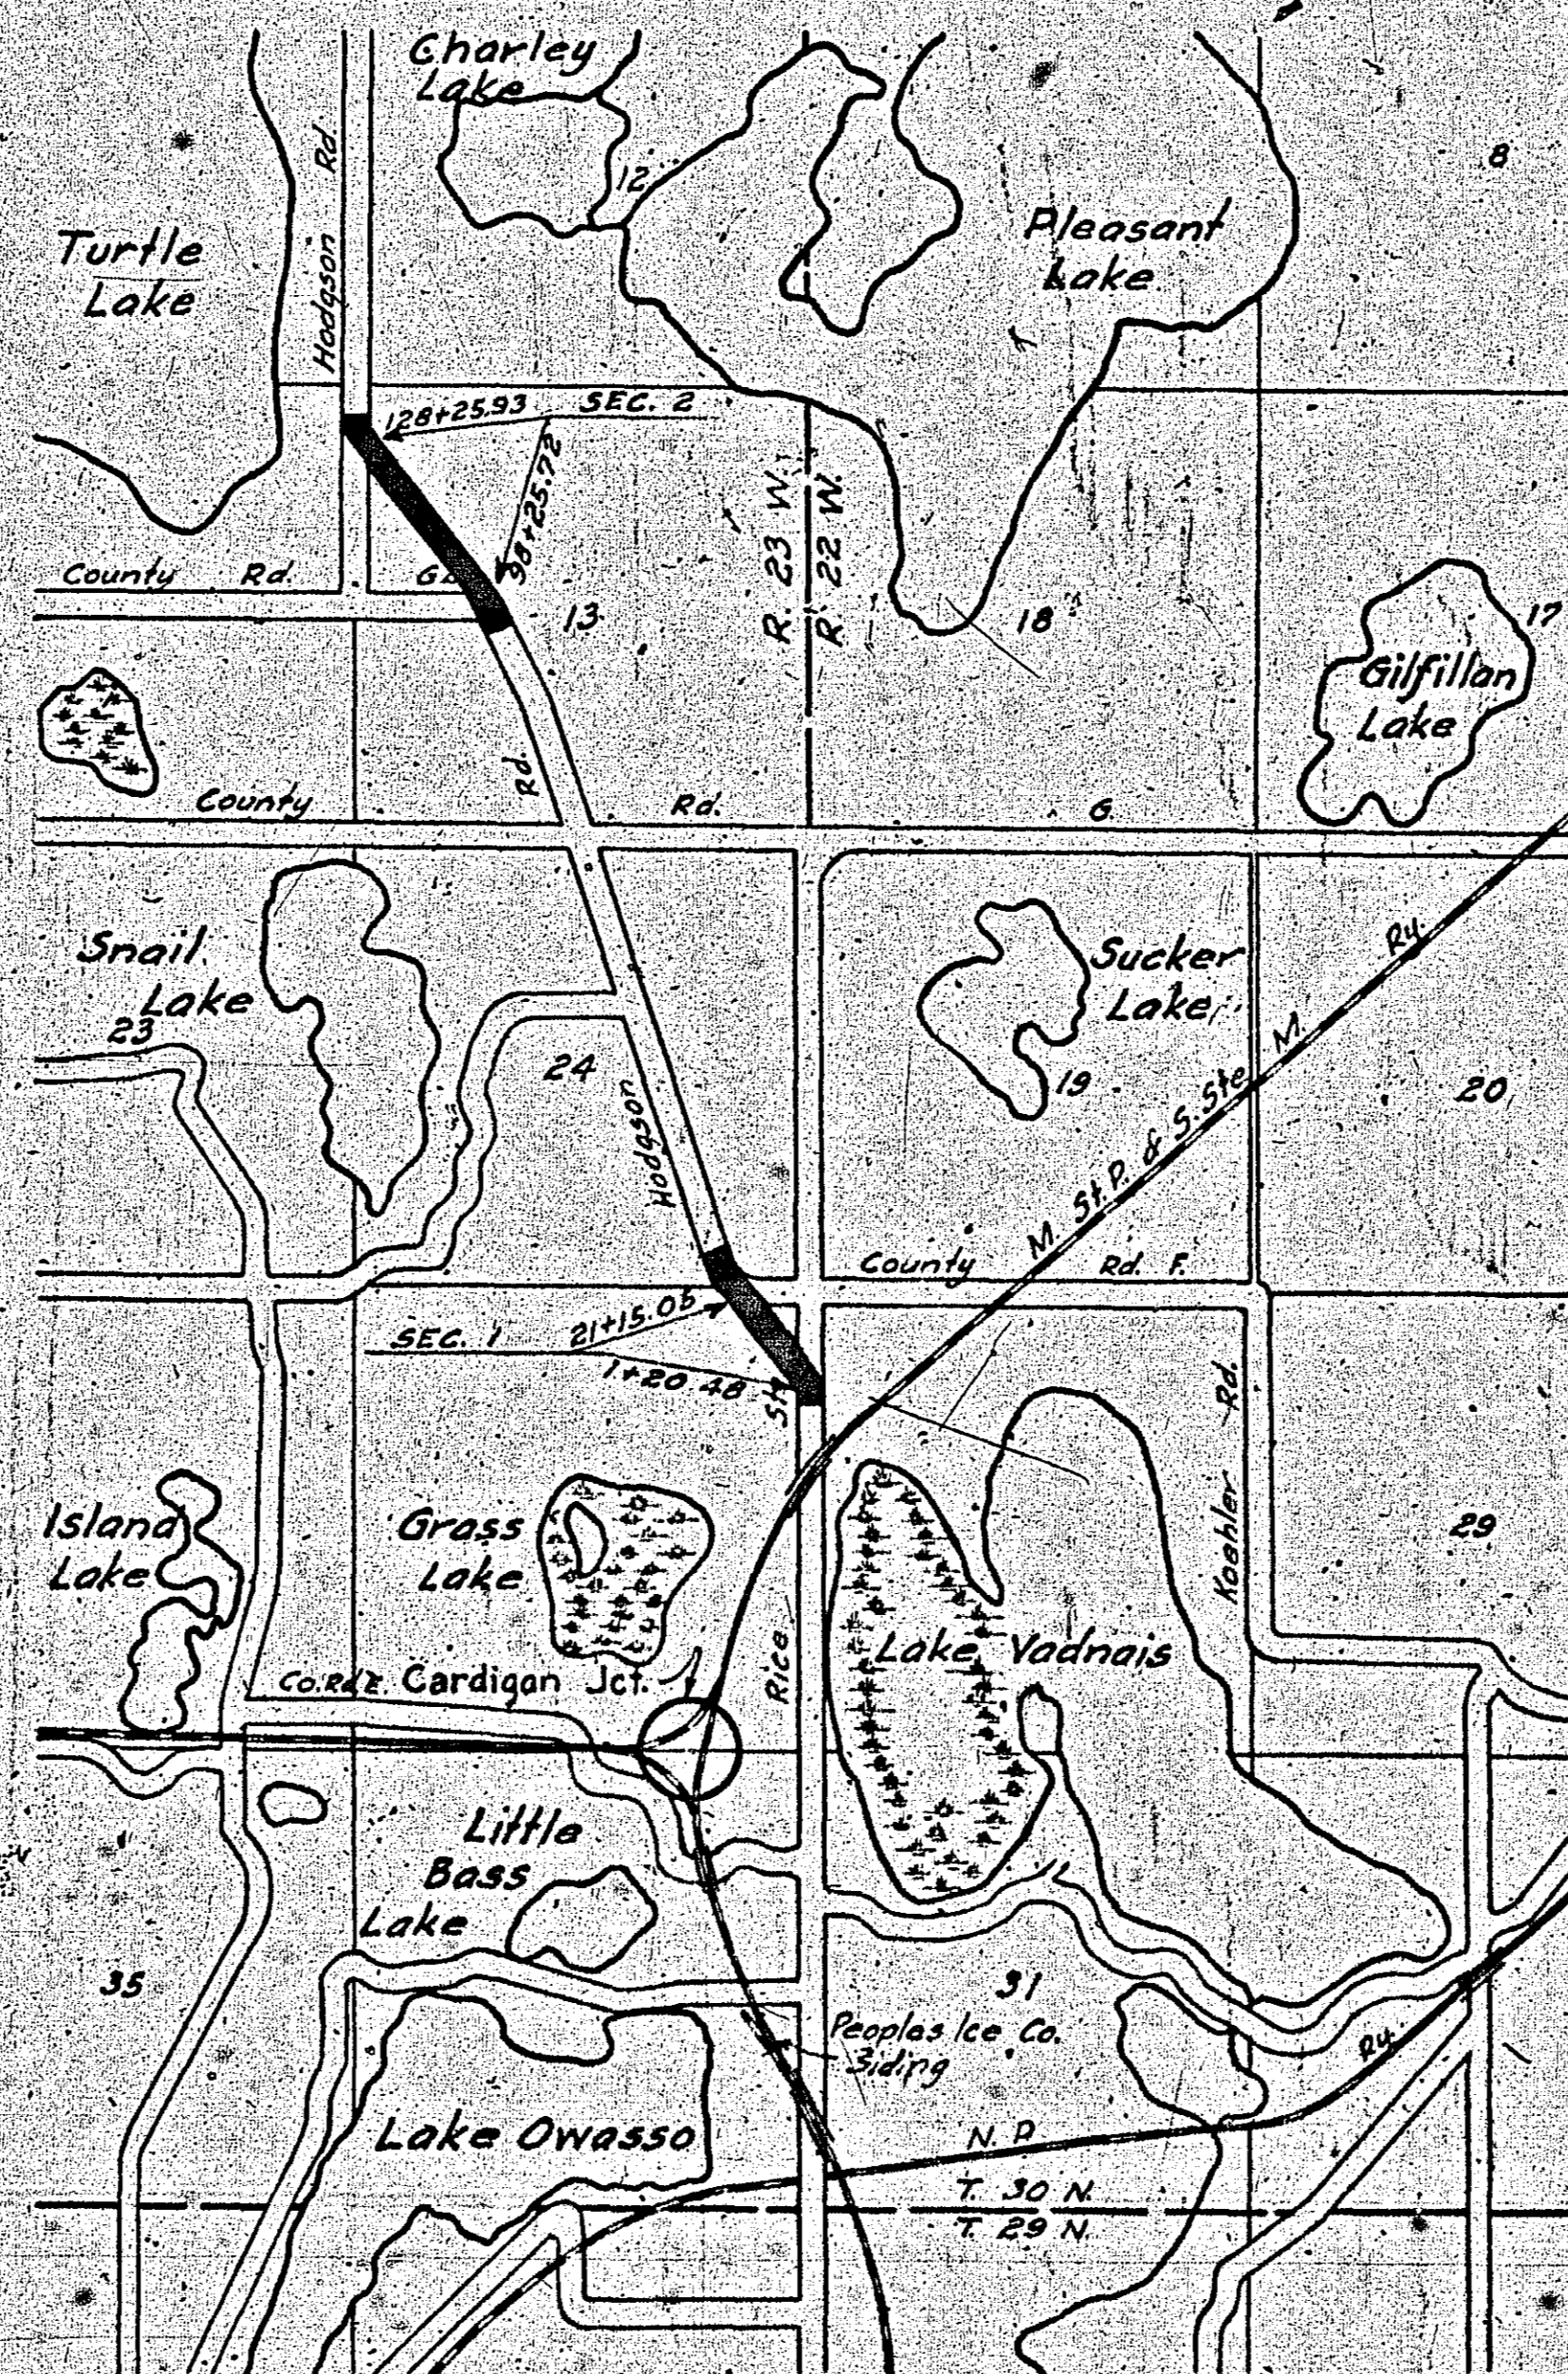 Charley
Lake
12
8
Hodgson Rd.
Turtle
Lake
Pleasant
Lake
128+25.93
SEC. 2
98+25.72
R. 23 W.
R. 22 W.
County Rd.
13
18
17
Gilfillan
Lake
Rd.
County Rd. G
Snail
Lake
23
24
Sucker
Lake
19
20
Hodgson
M St. P. & S. Ste M. Ry.
County Rd. F.
SEC. 1
21+15.05
1+20.48
St.
Koehler Rd.
Island
Lake
Grass
Lake
29
Rice
Lake Vadnais
Co. Rd. E. Cardigan Jct.
Little
Bass
Lake
35
31
Peoples Ice Co.
Siding
Lake Owasso
N. P. Ry.
T. 30 N.
T. 29 N.